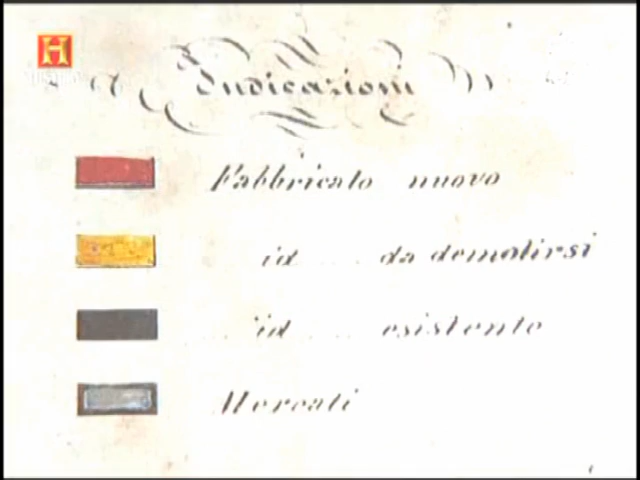 H
Indicazioni
Fabbricato nuovo
id .... da demolirsi
id .... esistente
Mercati